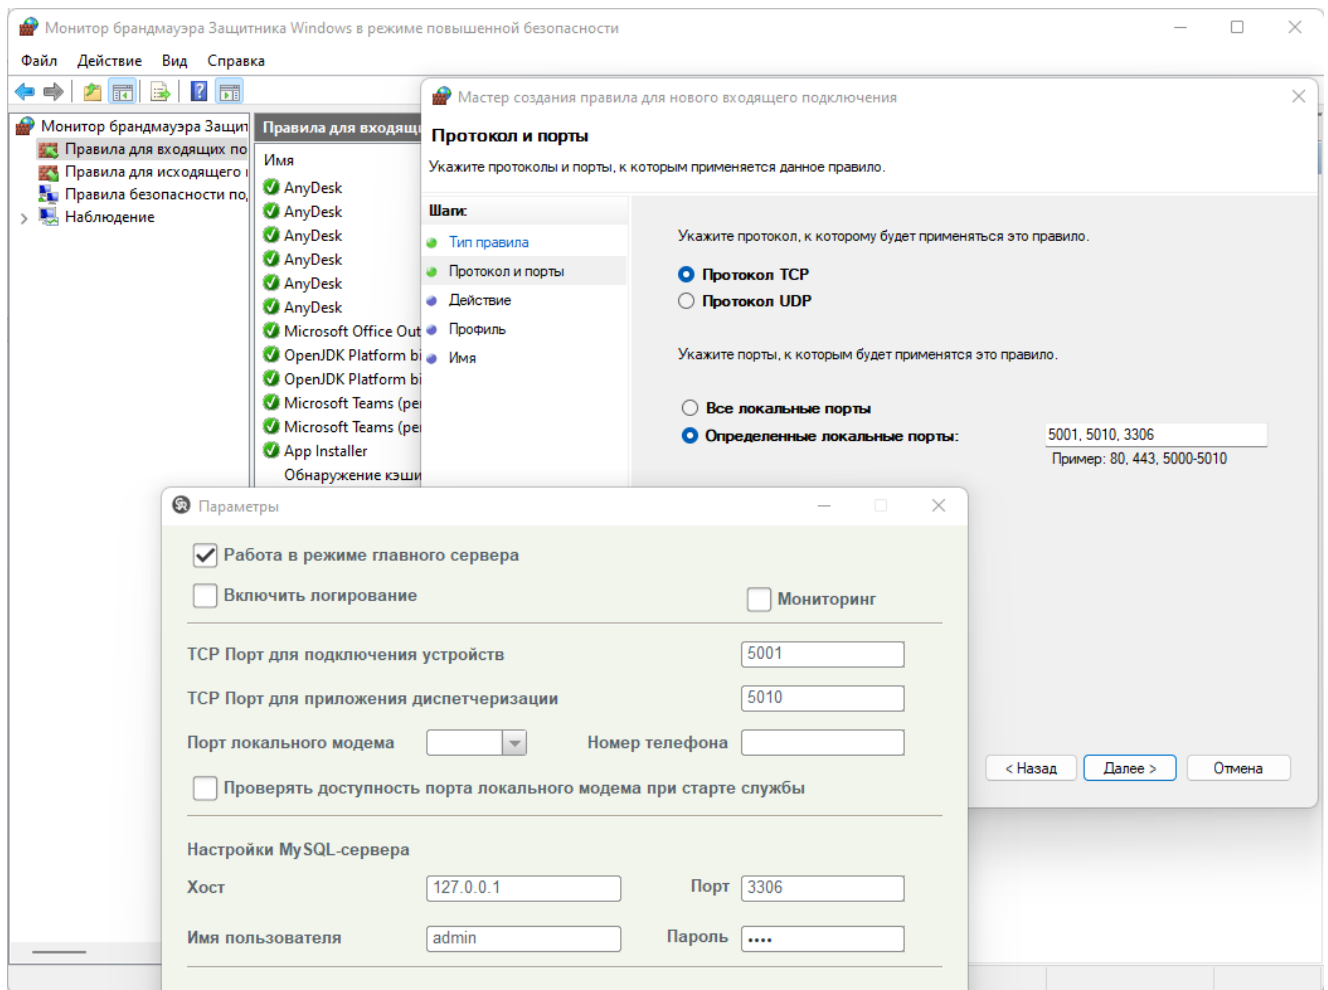 Монитор брандмауэра Защитника Windows в режиме повышенной безопасности
Файл Действие Вид Справка
Монитор брандмауэра Защит
Правила для входящих по
Правила для исходящего
Правила безопасности по
Наблюдение
Правила для входящ
Имя
AnyDesk
AnyDesk
AnyDesk
AnyDesk
AnyDesk
AnyDesk
Microsoft Office Out
OpenJDK Platform bi
OpenJDK Platform bi
Microsoft Teams (per
Microsoft Teams (per
App Installer
Обнаружение кэши
Мастер создания правила для нового входящего подключения
Протокол и порты
Укажите протоколы и порты, к которым применяется данное правило.
Шаги:
Тип правила
Протокол и порты
Действие
Профиль
Имя
Укажите протокол, к которому будет применяться это правило.
Протокол TCP
Протокол UDP
Укажите порты, к которым будет применятся это правило.
Все локальные порты
Определенные локальные порты: 5001, 5010, 3306
Пример: 80, 443, 5000-5010
< Назад Далее > Отмена
Параметры
Работа в режиме главного сервера
Включить логирование Мониторинг
TCP Порт для подключения устройств 5001
TCP Порт для приложения диспетчеризации 5010
Порт локального модема Номер телефона
Проверять доступность порта локального модема при старте службы
Настройки MySQL-сервера
Хост 127.0.0.1 Порт 3306
Имя пользователя admin Пароль ••••